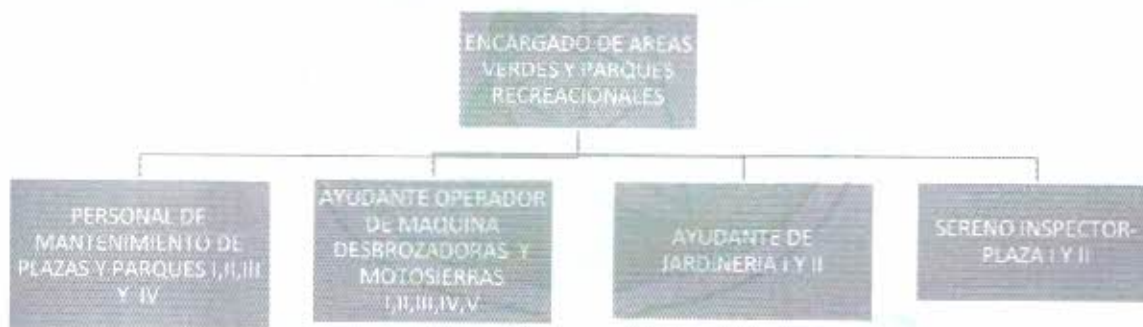 ENCARGADO DE AREAS
VERDES Y PARQUES
RECREACIONALES
PERSONAL DE
MANTENIMIENTO DE
PLAZAS Y PARQUES I,II,III
Y IV
AYUDANTE OPERADOR
DE MAQUINA
DESBROZADORAS Y
MOTOSIERRAS
I,II,III,IV,V
AYUDANTE DE
JARDINERIA I Y II
SERENO INSPECTOR-
PLAZA I Y II